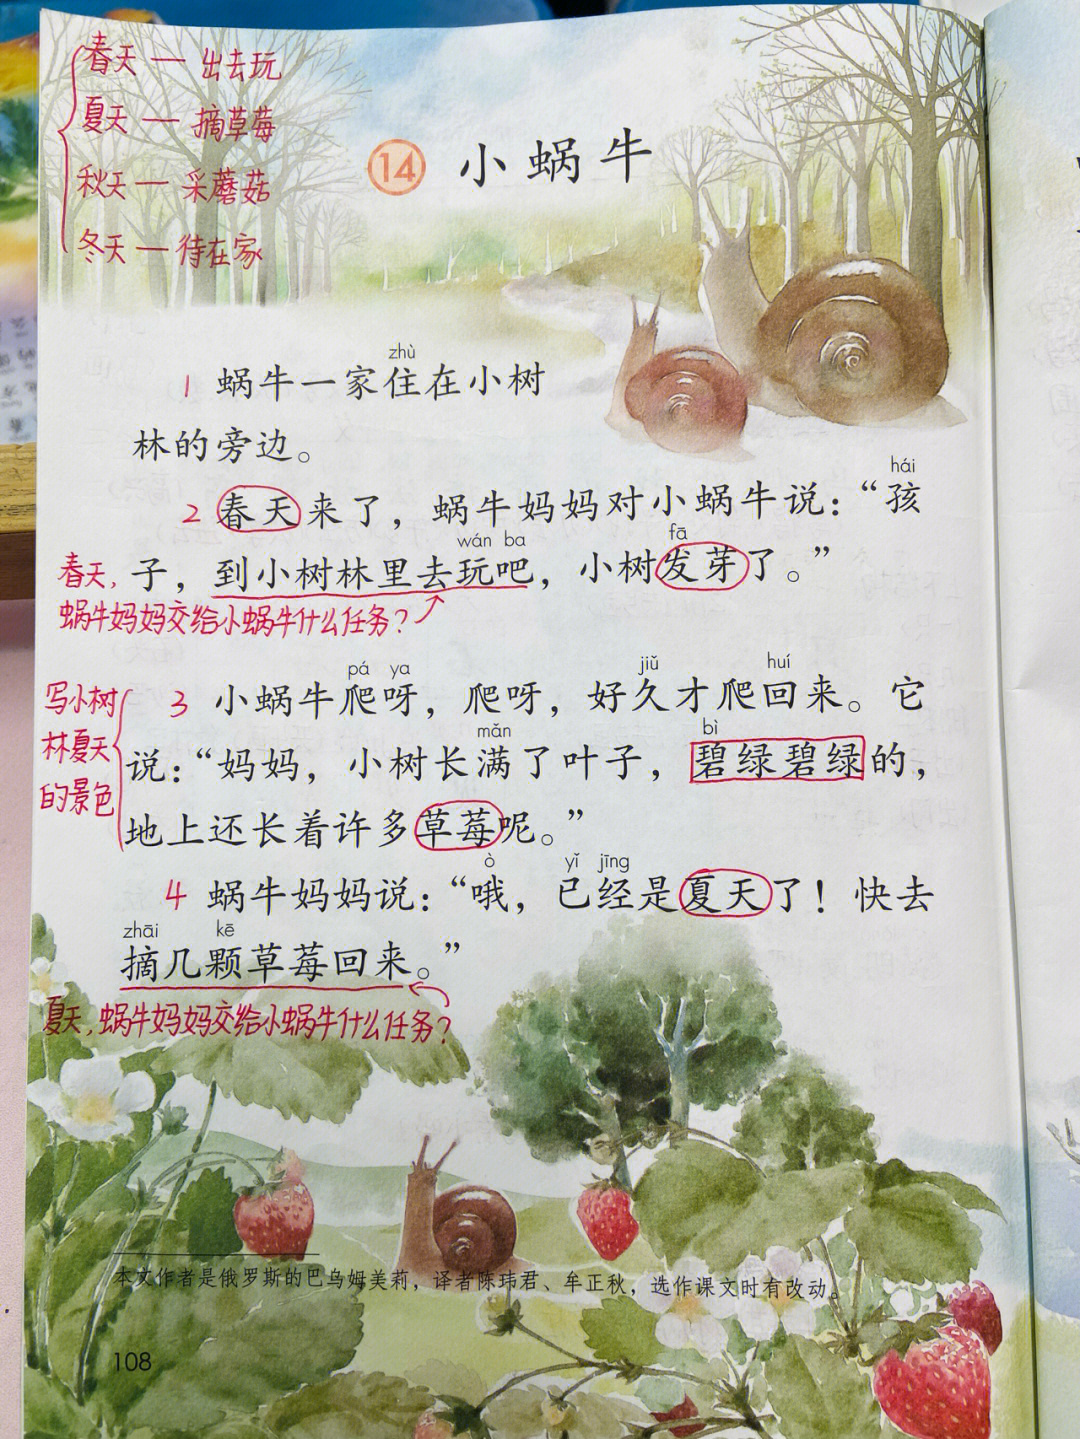 春天 — 出去玩
夏天 — 摘草莓
秋天 — 采蘑菇
冬天 — 待在家
14 小蜗牛
zhù
1 蜗牛一家住在小树
林的旁边。
hái
2 春天来了，蜗牛妈妈对小蜗牛说：“孩
wán ba fā
子，到小树林里去玩吧，小树发芽了。”
春天，
蜗牛妈妈交给小蜗牛什么任务？
pá ya jiǔ huí
3 小蜗牛爬呀，爬呀，好久才爬回来。它
mǎn bì
说：“妈妈，小树长满了叶子，碧绿碧绿的，
地上还长着许多草莓呢。”
写小树
林夏天
的景色
ò yǐ jīng
4 蜗牛妈妈说：“哦，已经是夏天了！快去
zhāi kē
摘几颗草莓回来。”
夏天，蜗牛妈妈交给小蜗牛什么任务？
本文作者是俄罗斯的巴乌姆美莉，译者陈玮君、牟正秋，选作课文时有改动。
108